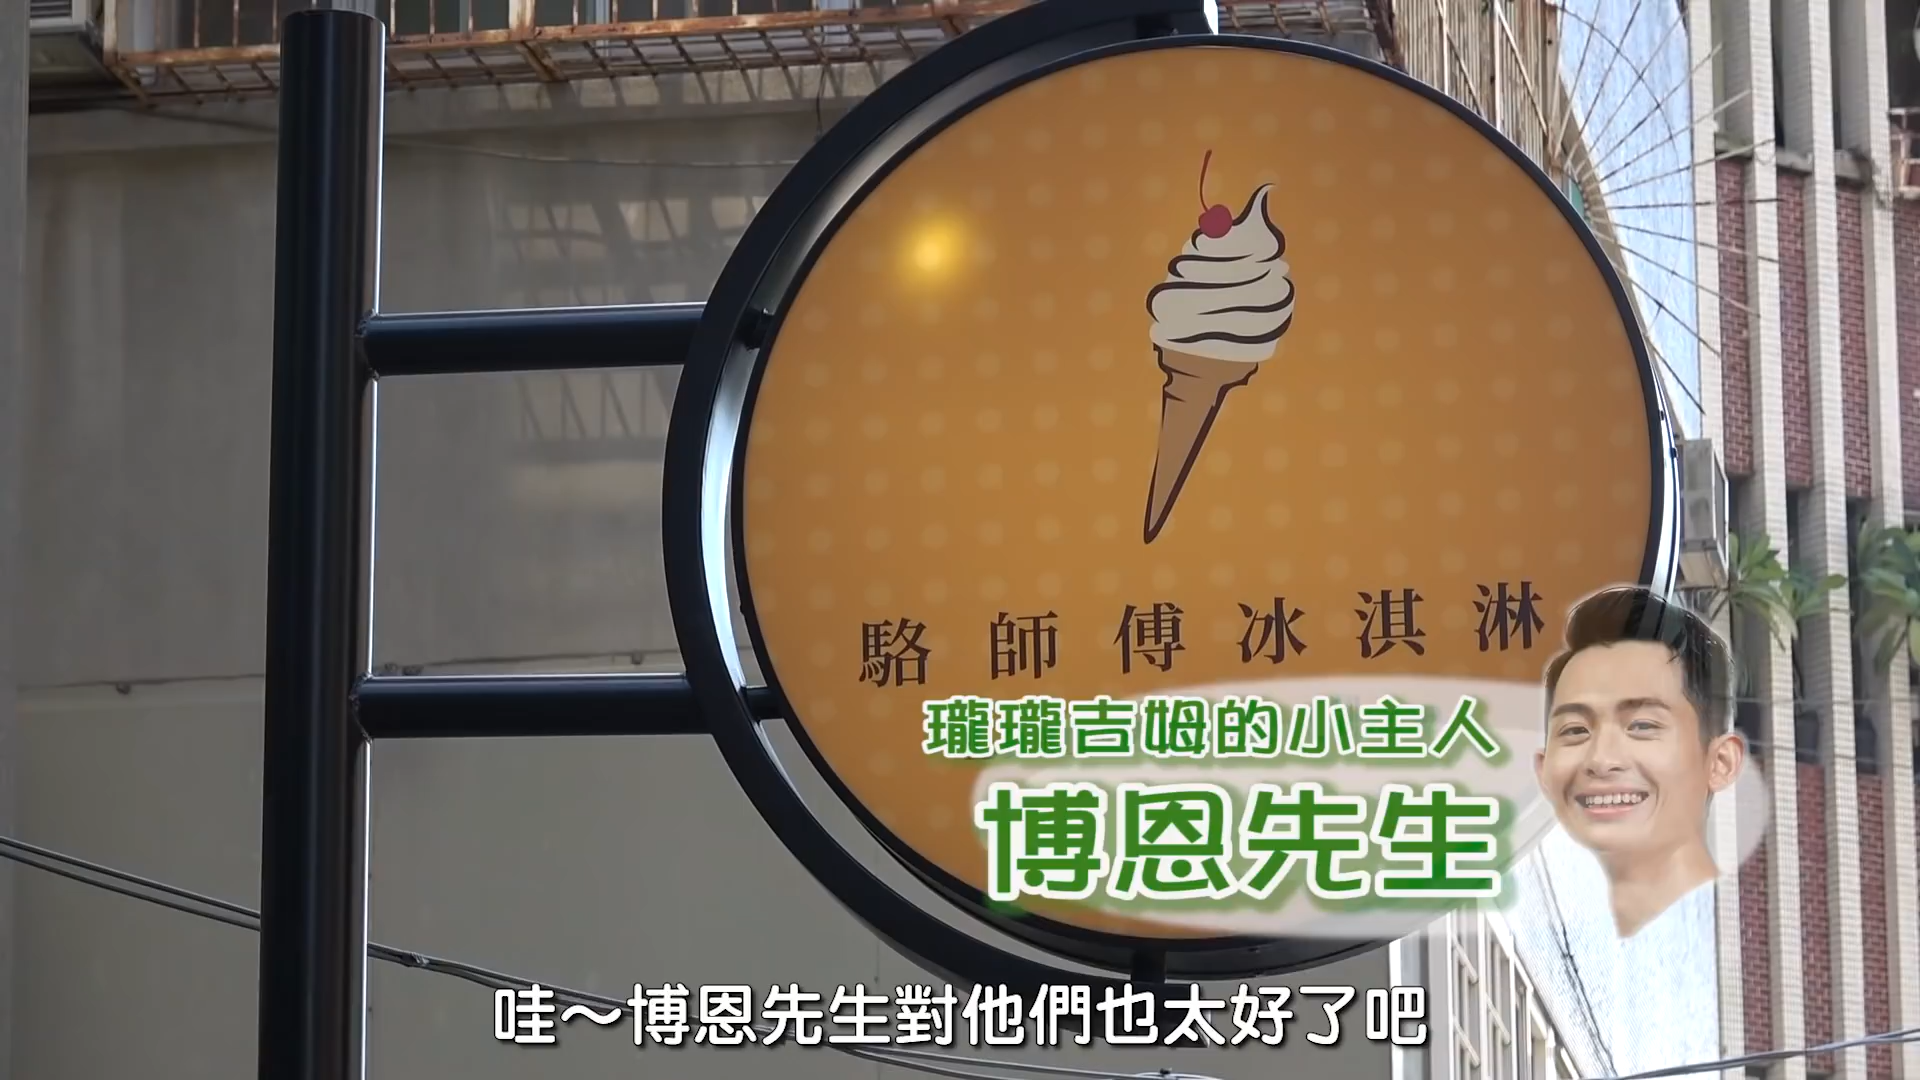 駱師傅冰淇淋
瓏瓏吉姆的小主人
博恩先生
哇～博恩先生對他們也太好了吧